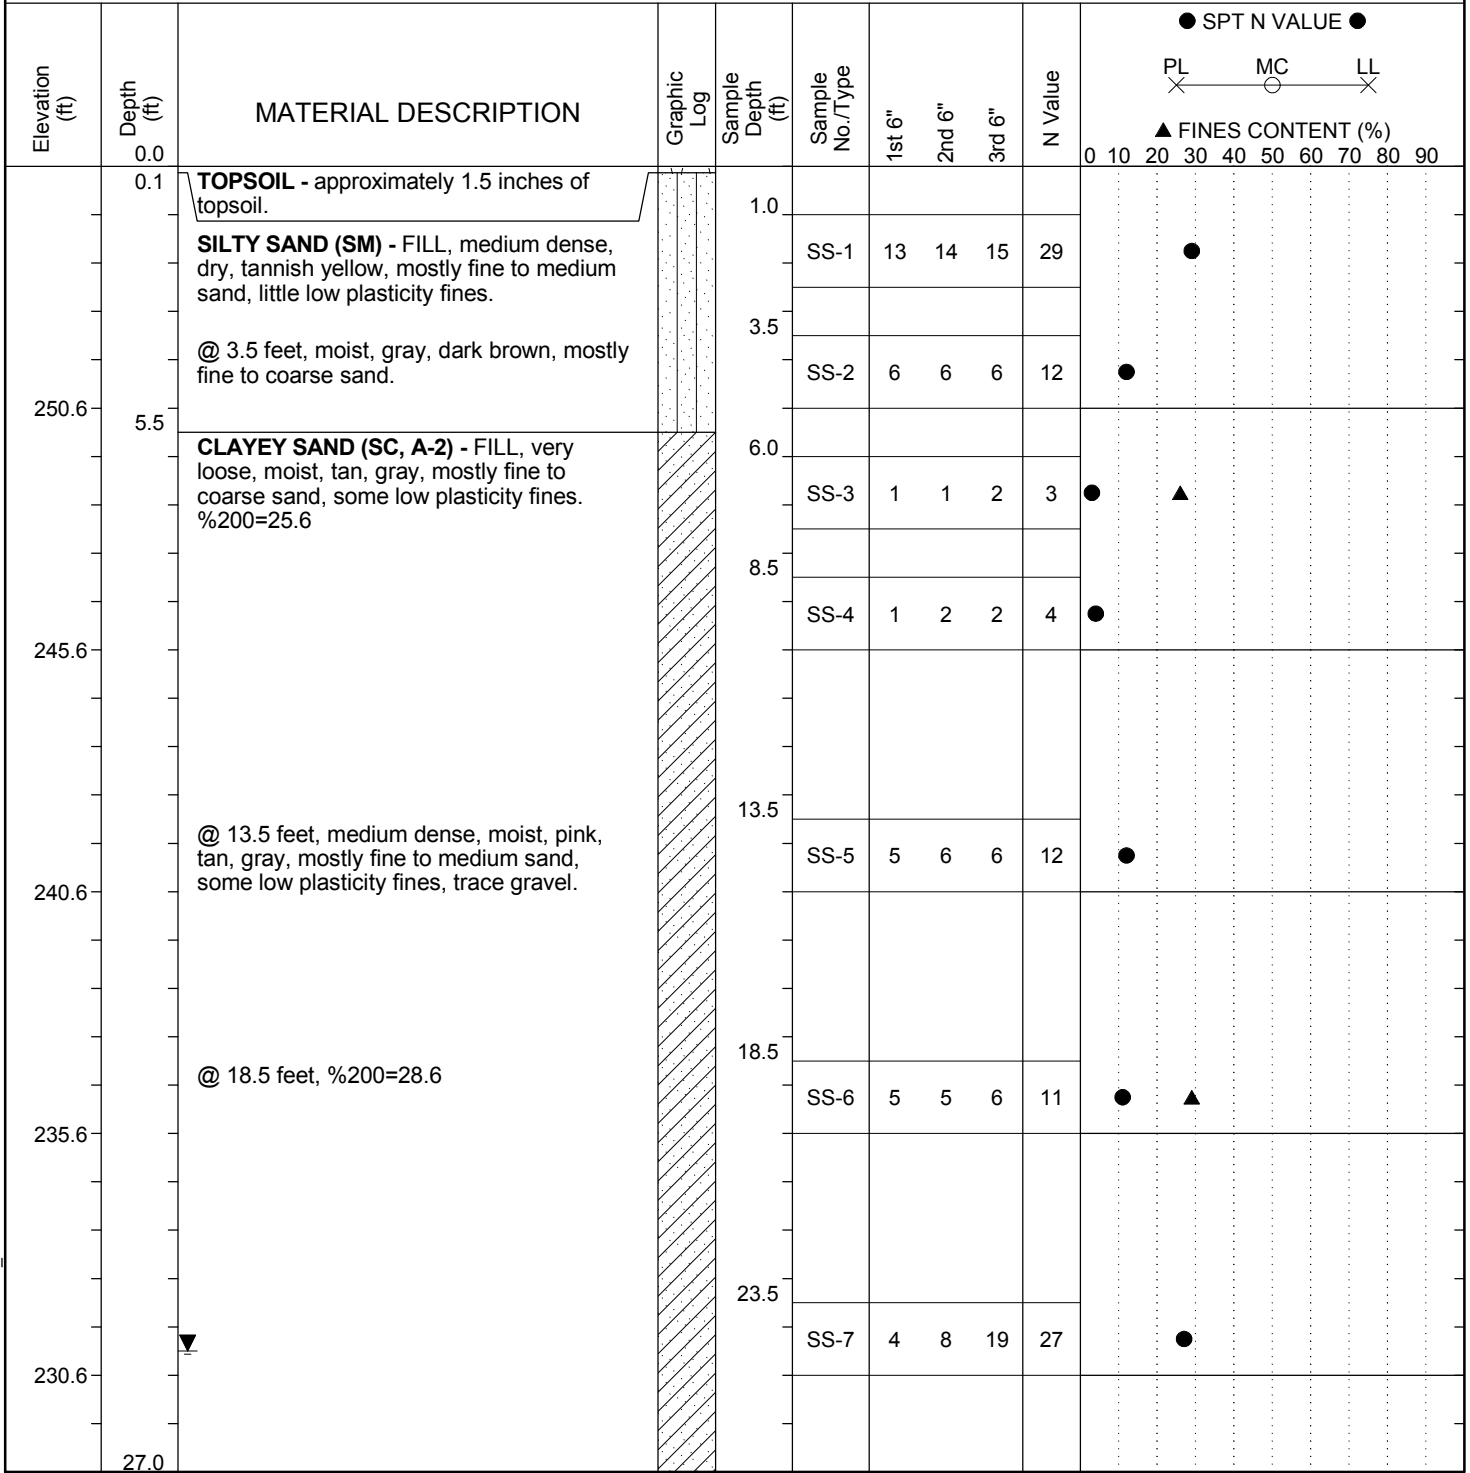 ● SPT N VALUE ●
PL MC LL
▲ FINES CONTENT (%)
0 10 20 30 40 50 60 70 80 90
Elevation (ft)
Depth (ft)
0.0
MATERIAL DESCRIPTION
Graphic Log
Sample Depth (ft)
Sample No./Type
1st 6"
2nd 6"
3rd 6"
N Value
0.1 TOPSOIL - approximately 1.5 inches of
topsoil.
1.0
SILTY SAND (SM) - FILL, medium dense,
dry, tannish yellow, mostly fine to medium
sand, little low plasticity fines.
SS-1 13 14 15 29
3.5
@ 3.5 feet, moist, gray, dark brown, mostly
fine to coarse sand.
SS-2 6 6 6 12
250.6
5.5
CLAYEY SAND (SC, A-2) - FILL, very
loose, moist, tan, gray, mostly fine to
coarse sand, some low plasticity fines.
%200=25.6
6.0
SS-3 1 1 2 3
8.5
SS-4 1 2 2 4
245.6
13.5
@ 13.5 feet, medium dense, moist, pink,
tan, gray, mostly fine to medium sand,
some low plasticity fines, trace gravel.
SS-5 5 6 6 12
240.6
18.5
@ 18.5 feet, %200=28.6
SS-6 5 5 6 11
235.6
23.5
SS-7 4 8 19 27
230.6
27.0